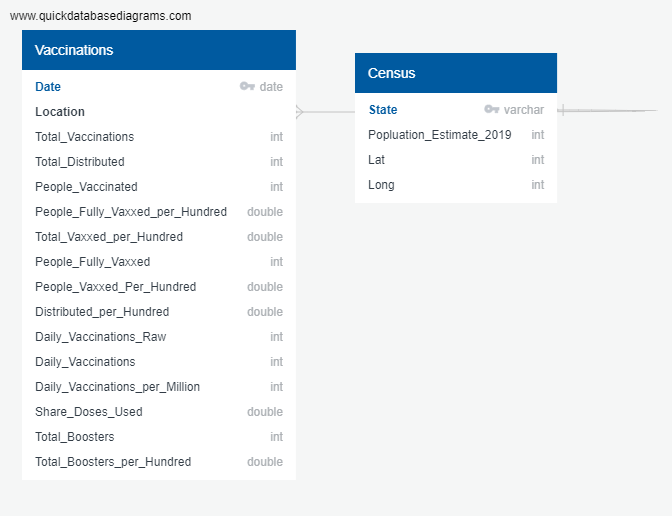 www.quickdatabasediagrams.com
Vaccinations
Date date
Location
Total_Vaccinations int
Total_Distributed int
People_Vaccinated int
People_Fully_Vaxxed_per_Hundred double
Total_Vaxxed_per_Hundred double
People_Fully_Vaxxed int
People_Vaxxed_Per_Hundred double
Distributed_per_Hundred double
Daily_Vaccinations_Raw int
Daily_Vaccinations int
Daily_Vaccinations_per_Million int
Share_Doses_Used double
Total_Boosters int
Total_Boosters_per_Hundred double
Census
State varchar
Popluation_Estimate_2019 int
Lat int
Long int